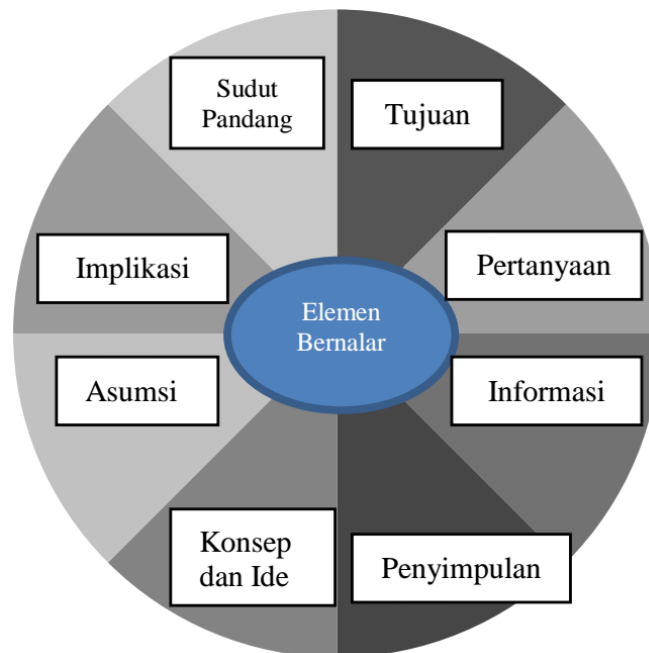 Sudut
Pandang
Tujuan
Implikasi
Pertanyaan
Elemen
Bernalar
Asumsi
Informasi
Konsep
dan Ide
Penyimpulan